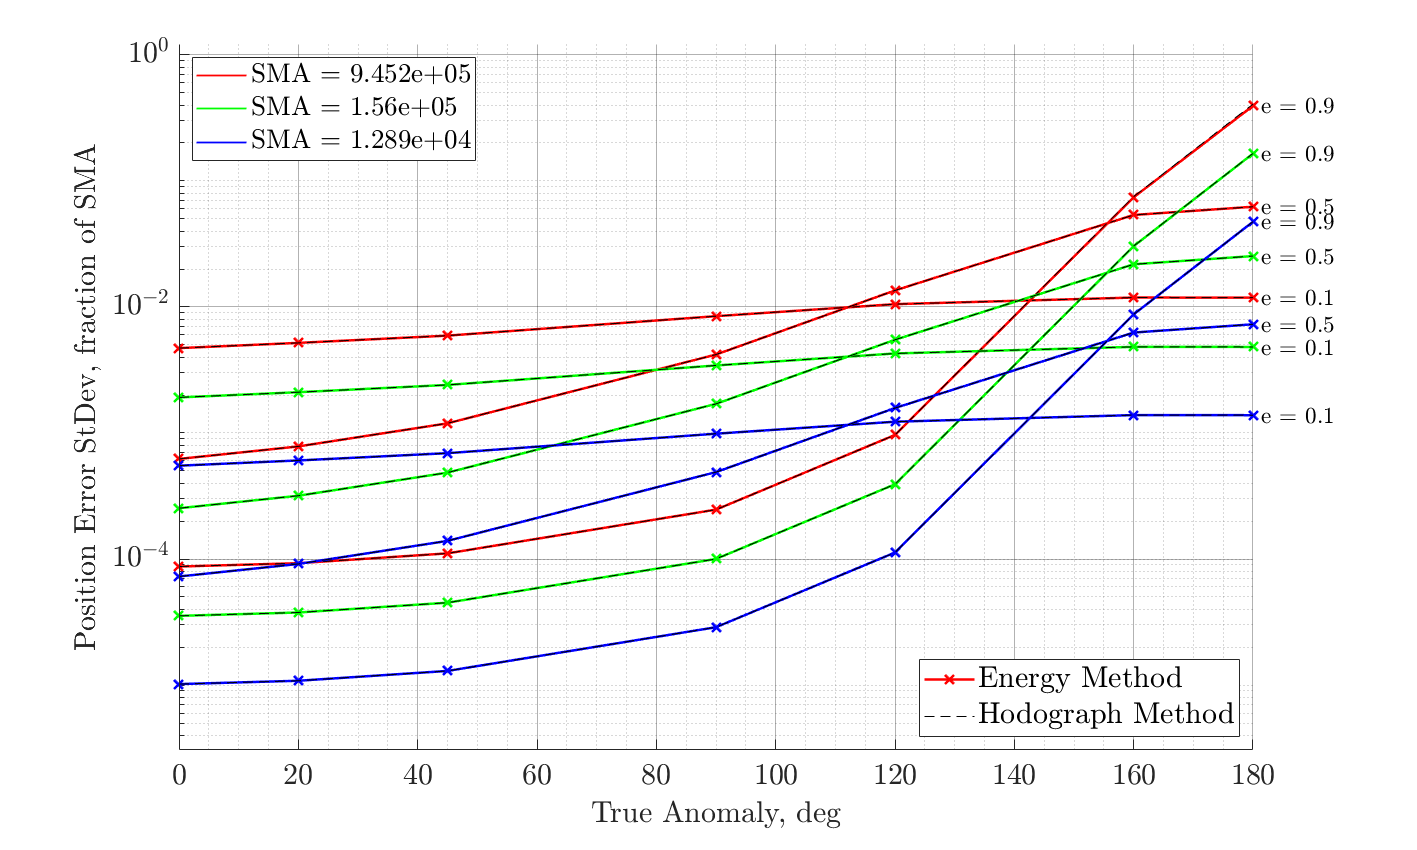 10^0
10^-2
10^-4
Position Error StDev, fraction of SMA
SMA = 9.452e+05
SMA = 1.56e+05
SMA = 1.289e+04
e = 0.9
e = 0.9
e = 0.5
e = 0.9
e = 0.5
e = 0.1
e = 0.5
e = 0.1
e = 0.1
Energy Method
Hodograph Method
0 20 40 60 80 100 120 140 160 180
True Anomaly, deg